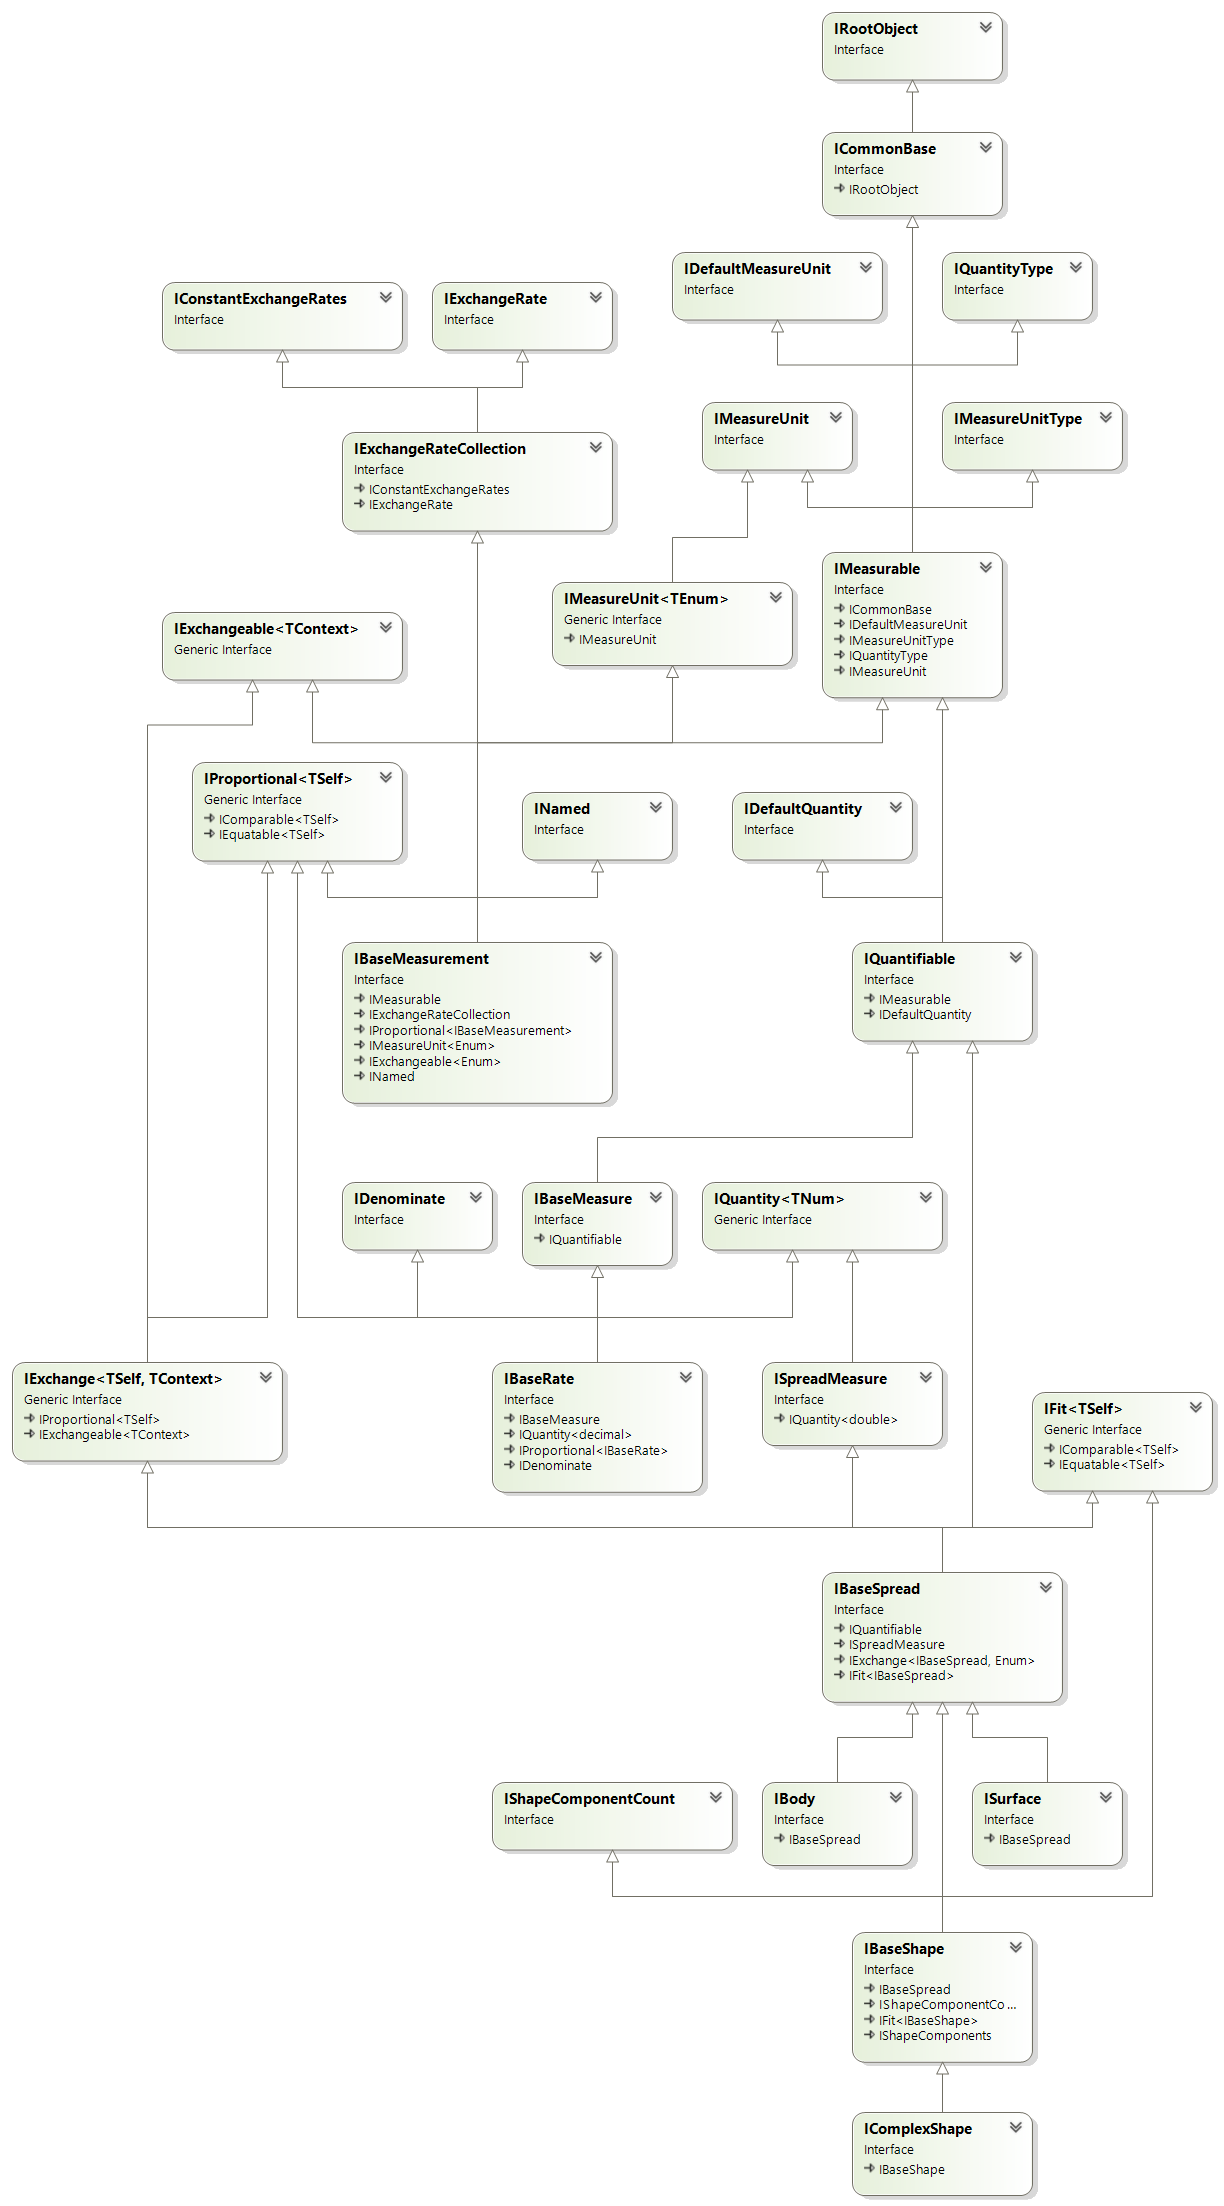 IRootObject
Interface
ICommonBase
Interface
IRootObject
IDefaultMeasureUnit
Interface
IQuantityType
Interface
IConstantExchangeRates
Interface
IExchangeRate
Interface
IMeasureUnit
Interface
IMeasureUnitType
Interface
IExchangeRateCollection
Interface
IConstantExchangeRates
IExchangeRate
IMeasurable
Interface
ICommonBase
IDefaultMeasureUnit
IMeasureUnitType
IQuantityType
IMeasureUnit
IMeasureUnit<TEnum>
Generic Interface
IMeasureUnit
IExchangeable<TContext>
Generic Interface
IProportional<TSelf>
Generic Interface
IComparable<TSelf>
IEquatable<TSelf>
INamed
Interface
IDefaultQuantity
Interface
IBaseMeasurement
Interface
IMeasurable
IExchangeRateCollection
IProportional<IBaseMeasurement>
IMeasureUnit<Enum>
IExchangeable<Enum>
INamed
IQuantifiable
Interface
IMeasurable
IDefaultQuantity
IDenominate
Interface
IBaseMeasure
Interface
IQuantifiable
IQuantity<TNum>
Generic Interface
IExchange<TSelf, TContext>
Generic Interface
IProportional<TSelf>
IExchangeable<TContext>
IBaseRate
Interface
IBaseMeasure
IQuantity<decimal>
IProportional<IBaseRate>
IDenominate
ISpreadMeasure
Interface
IQuantity<double>
IFit<TSelf>
Generic Interface
IComparable<TSelf>
IEquatable<TSelf>
IBaseSpread
Interface
IQuantifiable
ISpreadMeasure
IExchange<IBaseSpread, Enum>
IFit<IBaseSpread>
IShapeComponentCount
Interface
IBody
Interface
IBaseSpread
ISurface
Interface
IBaseSpread
IBaseShape
Interface
IBaseSpread
IShapeComponentCo...
IFit<IBaseShape>
IShapeComponents
IComplexShape
Interface
IBaseShape